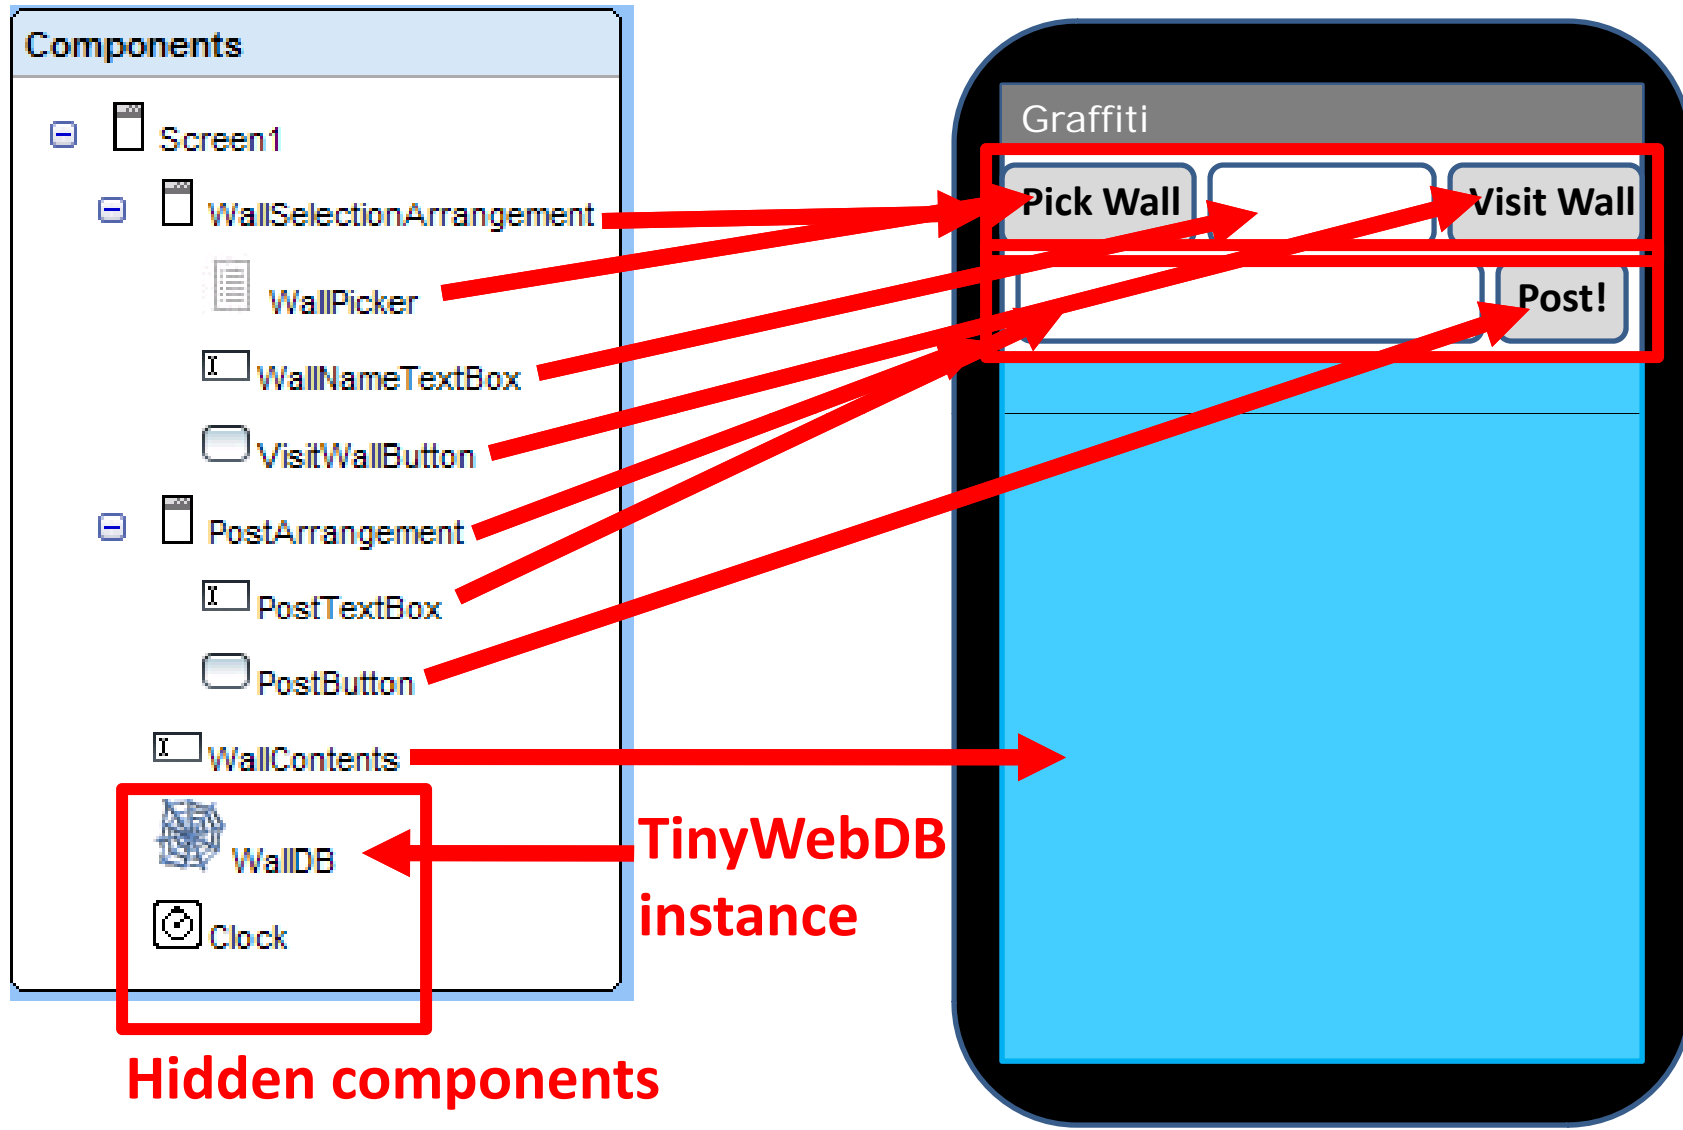 Components
Screen1
WallSelectionArrangement
WallPicker
WallNameTextBox
VisitWallButton
PostArrangement
PostTextBox
PostButton
WallContents
WallDB
Clock
Hidden components
TinyWebDB
instance
Graffiti
Pick Wall
Visit Wall
Post!